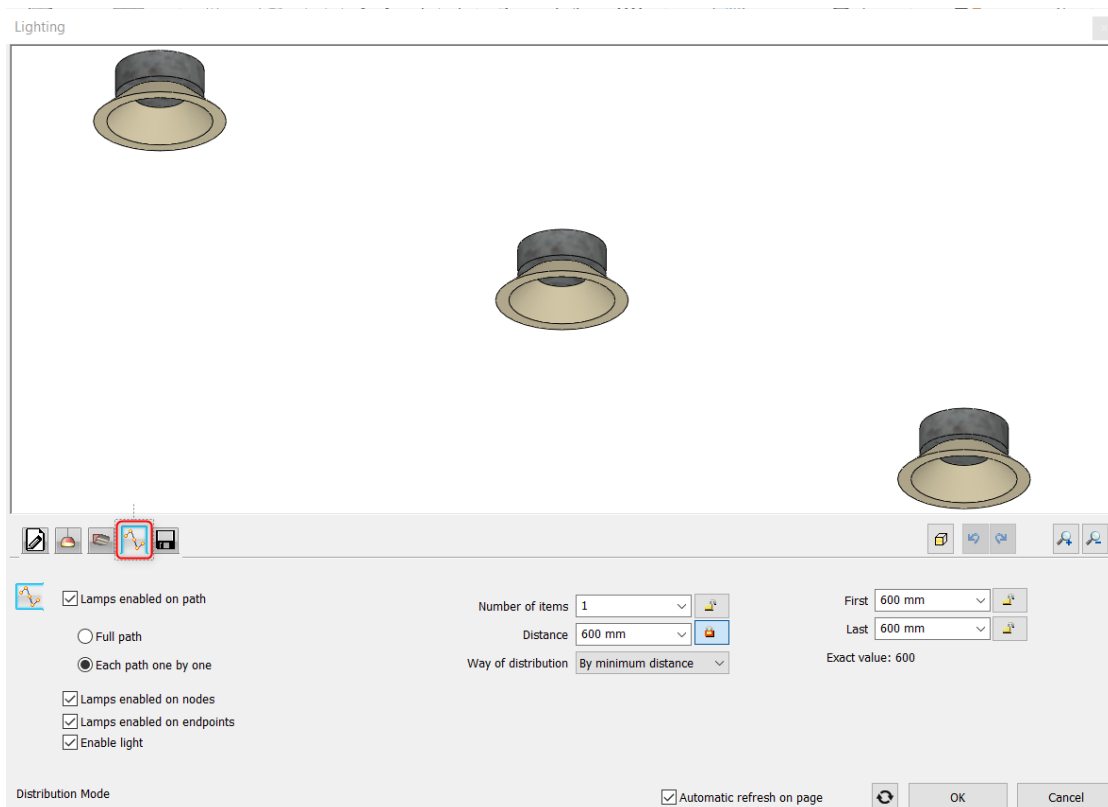 Lighting
Lamps enabled on path
Full path
Each path one by one
Lamps enabled on nodes
Lamps enabled on endpoints
Enable light
Number of items 1
Distance 600 mm
Way of distribution By minimum distance
First 600 mm
Last 600 mm
Exact value: 600
Distribution Mode
Automatic refresh on page
OK
Cancel